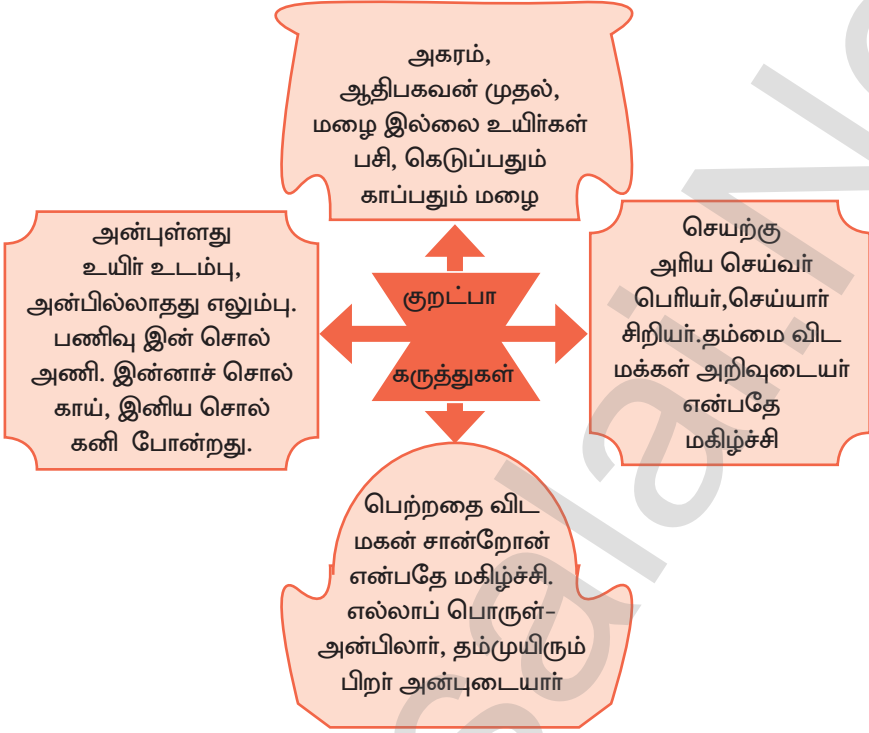 அகரம்,
ஆதிபகவன் முதல்,
மழை இல்லை உயிர்கள்
பசி, கெடுப்பதும்
காப்பதும் மழை
அன்புள்ளது
உயிர் உடம்பு,
அன்பில்லாதது எலும்பு.
பணிவு இன் சொல்
அணி. இன்னாச் சொல்
காய், இனிய சொல்
கனி போன்றது.
குறட்பா
கருத்துகள்
செயற்கு
அரிய செய்வர்
பெரியர்,செய்யார்
சிறியர்.தம்மை விட
மக்கள் அறிவுடையர்
என்பதே
மகிழ்ச்சி
பெற்றதை விட
மகன் சான்றோன்
என்பதே மகிழ்ச்சி.
எல்லாப் பொருள்-
அன்பிலார், தம்முயிரும்
பிறர் அன்புடையார்